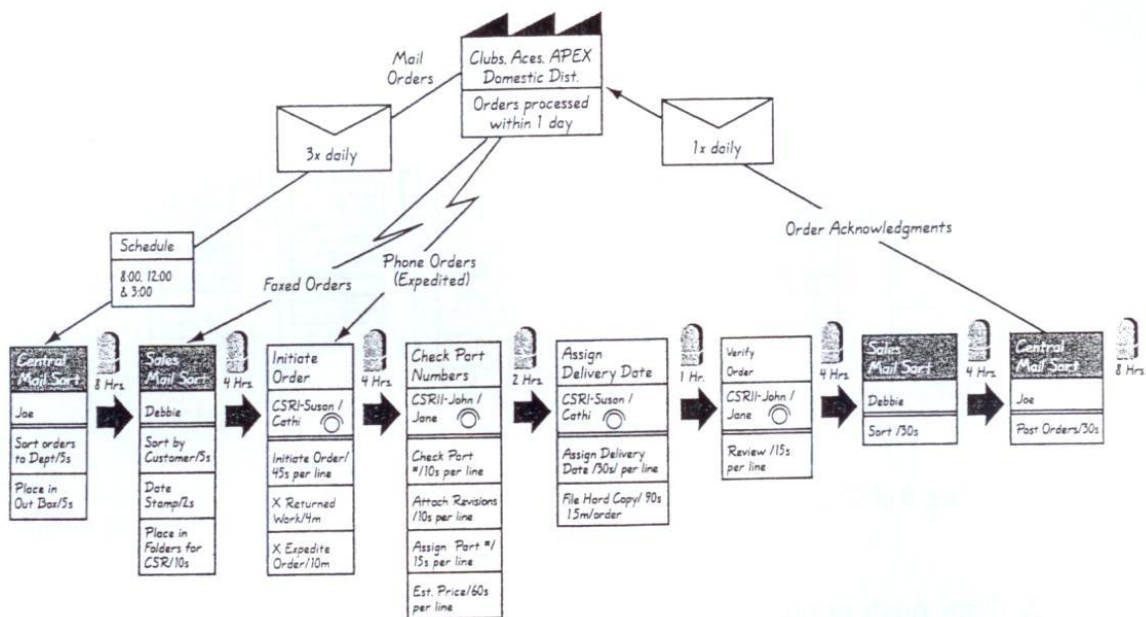 Mail
Orders
Clubs, Aces, APEX
Domestic Dist.
Orders processed
within 1 day
3x daily
1x daily
Schedule
8:00, 12:00
& 3:00
Faxed Orders
Phone Orders
(Expedited)
Order Acknowledgments
Central
Mail Sort
Joe
Sort orders
to Dept/5s
Place in
Out Box/5s
8 Hrs.
Sales
Mail Sort
Debbie
Sort by
Customer/5s
Date
Stamp/2s
Place in
Folders for
CSR/10s
4 Hrs.
Initiate
Order
CSRI-Susan /
Cathi
Initiate Order/
45s per line
X Returned
Work/4m
X Expedite
Order/10m
4 Hrs.
Check Part
Numbers
CSRII-John /
Jane
Check Part
#/10s per line
Attach Revisions
/10s per line
Assign Part #/
15s per line
Est. Price/60s
per line
2 Hrs.
Assign
Delivery Date
CSRI-Susan /
Cathi
Assign Delivery
Date /30s/ per line
File Hard Copy/ 90s
1.5m/order
1 Hr.
Verify
Order
CSRII-John /
Jane
Review /15s
per line
4 Hrs.
Sales
Mail Sort
Debbie
Sort /30s
4 Hrs.
Central
Mail Sort
Joe
Post Orders/30s
8 Hrs.